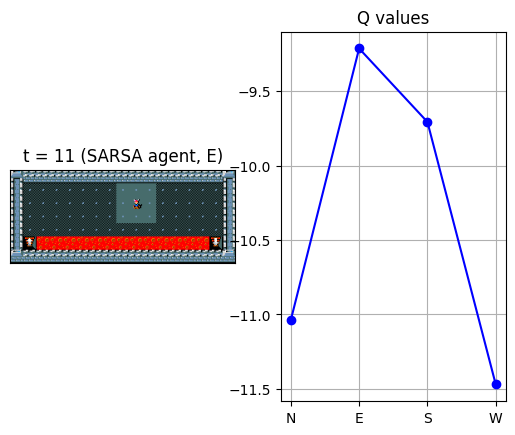 Q values
t = 11 (SARSA agent, E)
−9.5
−10.0
−10.5
−11.0
−11.5
N E S W